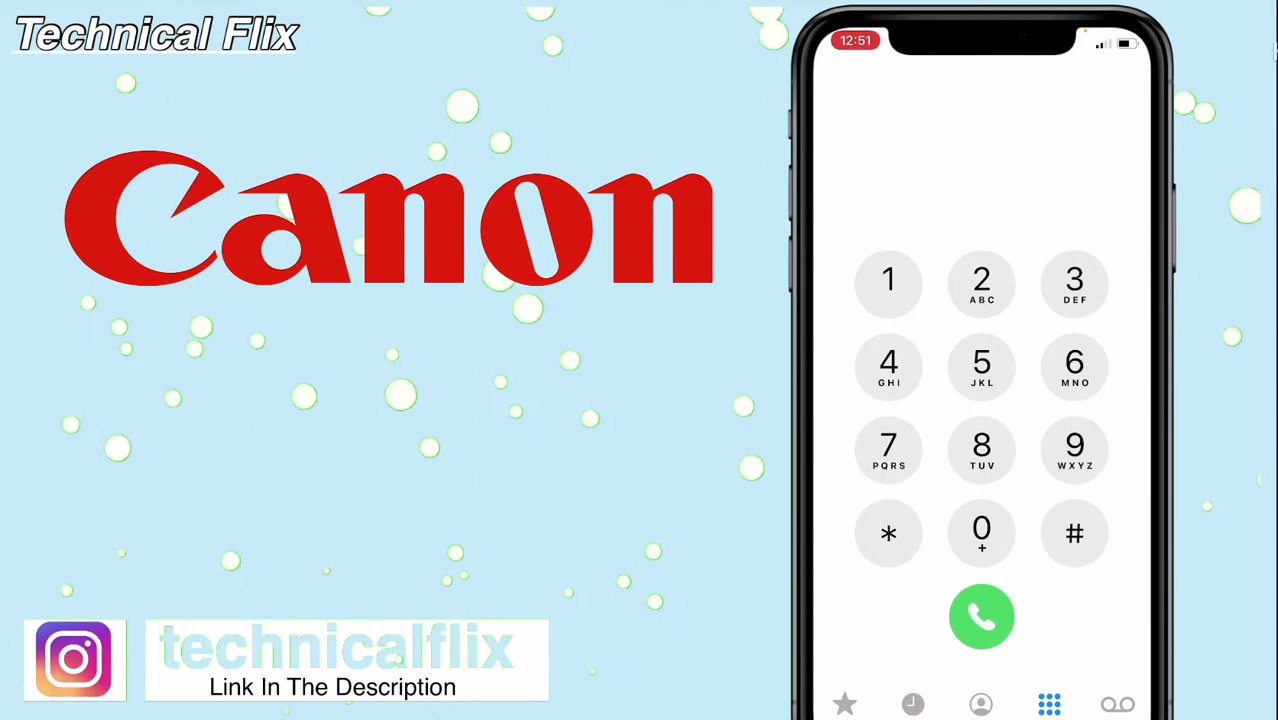 Technical Flix
Canon
12:51
1
2
ABC
3
DEF
4
GHI
5
JKL
6
MNO
7
PQRS
8
TUV
9
WXYZ
*
0
+
#
technicalflix
Link In The Description